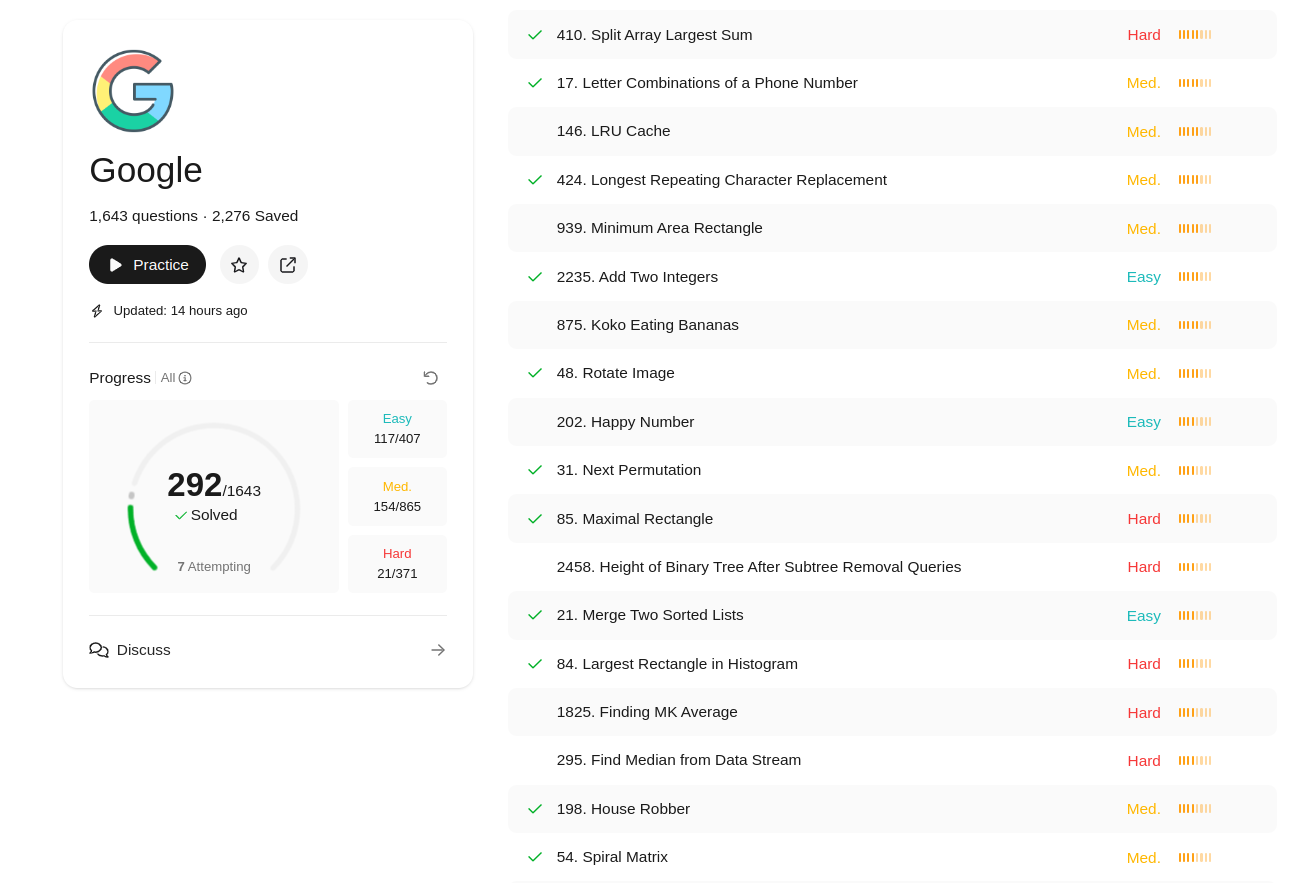 Google
1,643 questions · 2,276 Saved
Practice
Updated: 14 hours ago
Progress All
292/1643
Solved
7 Attempting
Easy
117/407
Med.
154/865
Hard
21/371
Discuss
410. Split Array Largest Sum Hard
17. Letter Combinations of a Phone Number Med.
146. LRU Cache Med.
424. Longest Repeating Character Replacement Med.
939. Minimum Area Rectangle Med.
2235. Add Two Integers Easy
875. Koko Eating Bananas Med.
48. Rotate Image Med.
202. Happy Number Easy
31. Next Permutation Med.
85. Maximal Rectangle Hard
2458. Height of Binary Tree After Subtree Removal Queries Hard
21. Merge Two Sorted Lists Easy
84. Largest Rectangle in Histogram Hard
1825. Finding MK Average Hard
295. Find Median from Data Stream Hard
198. House Robber Med.
54. Spiral Matrix Med.